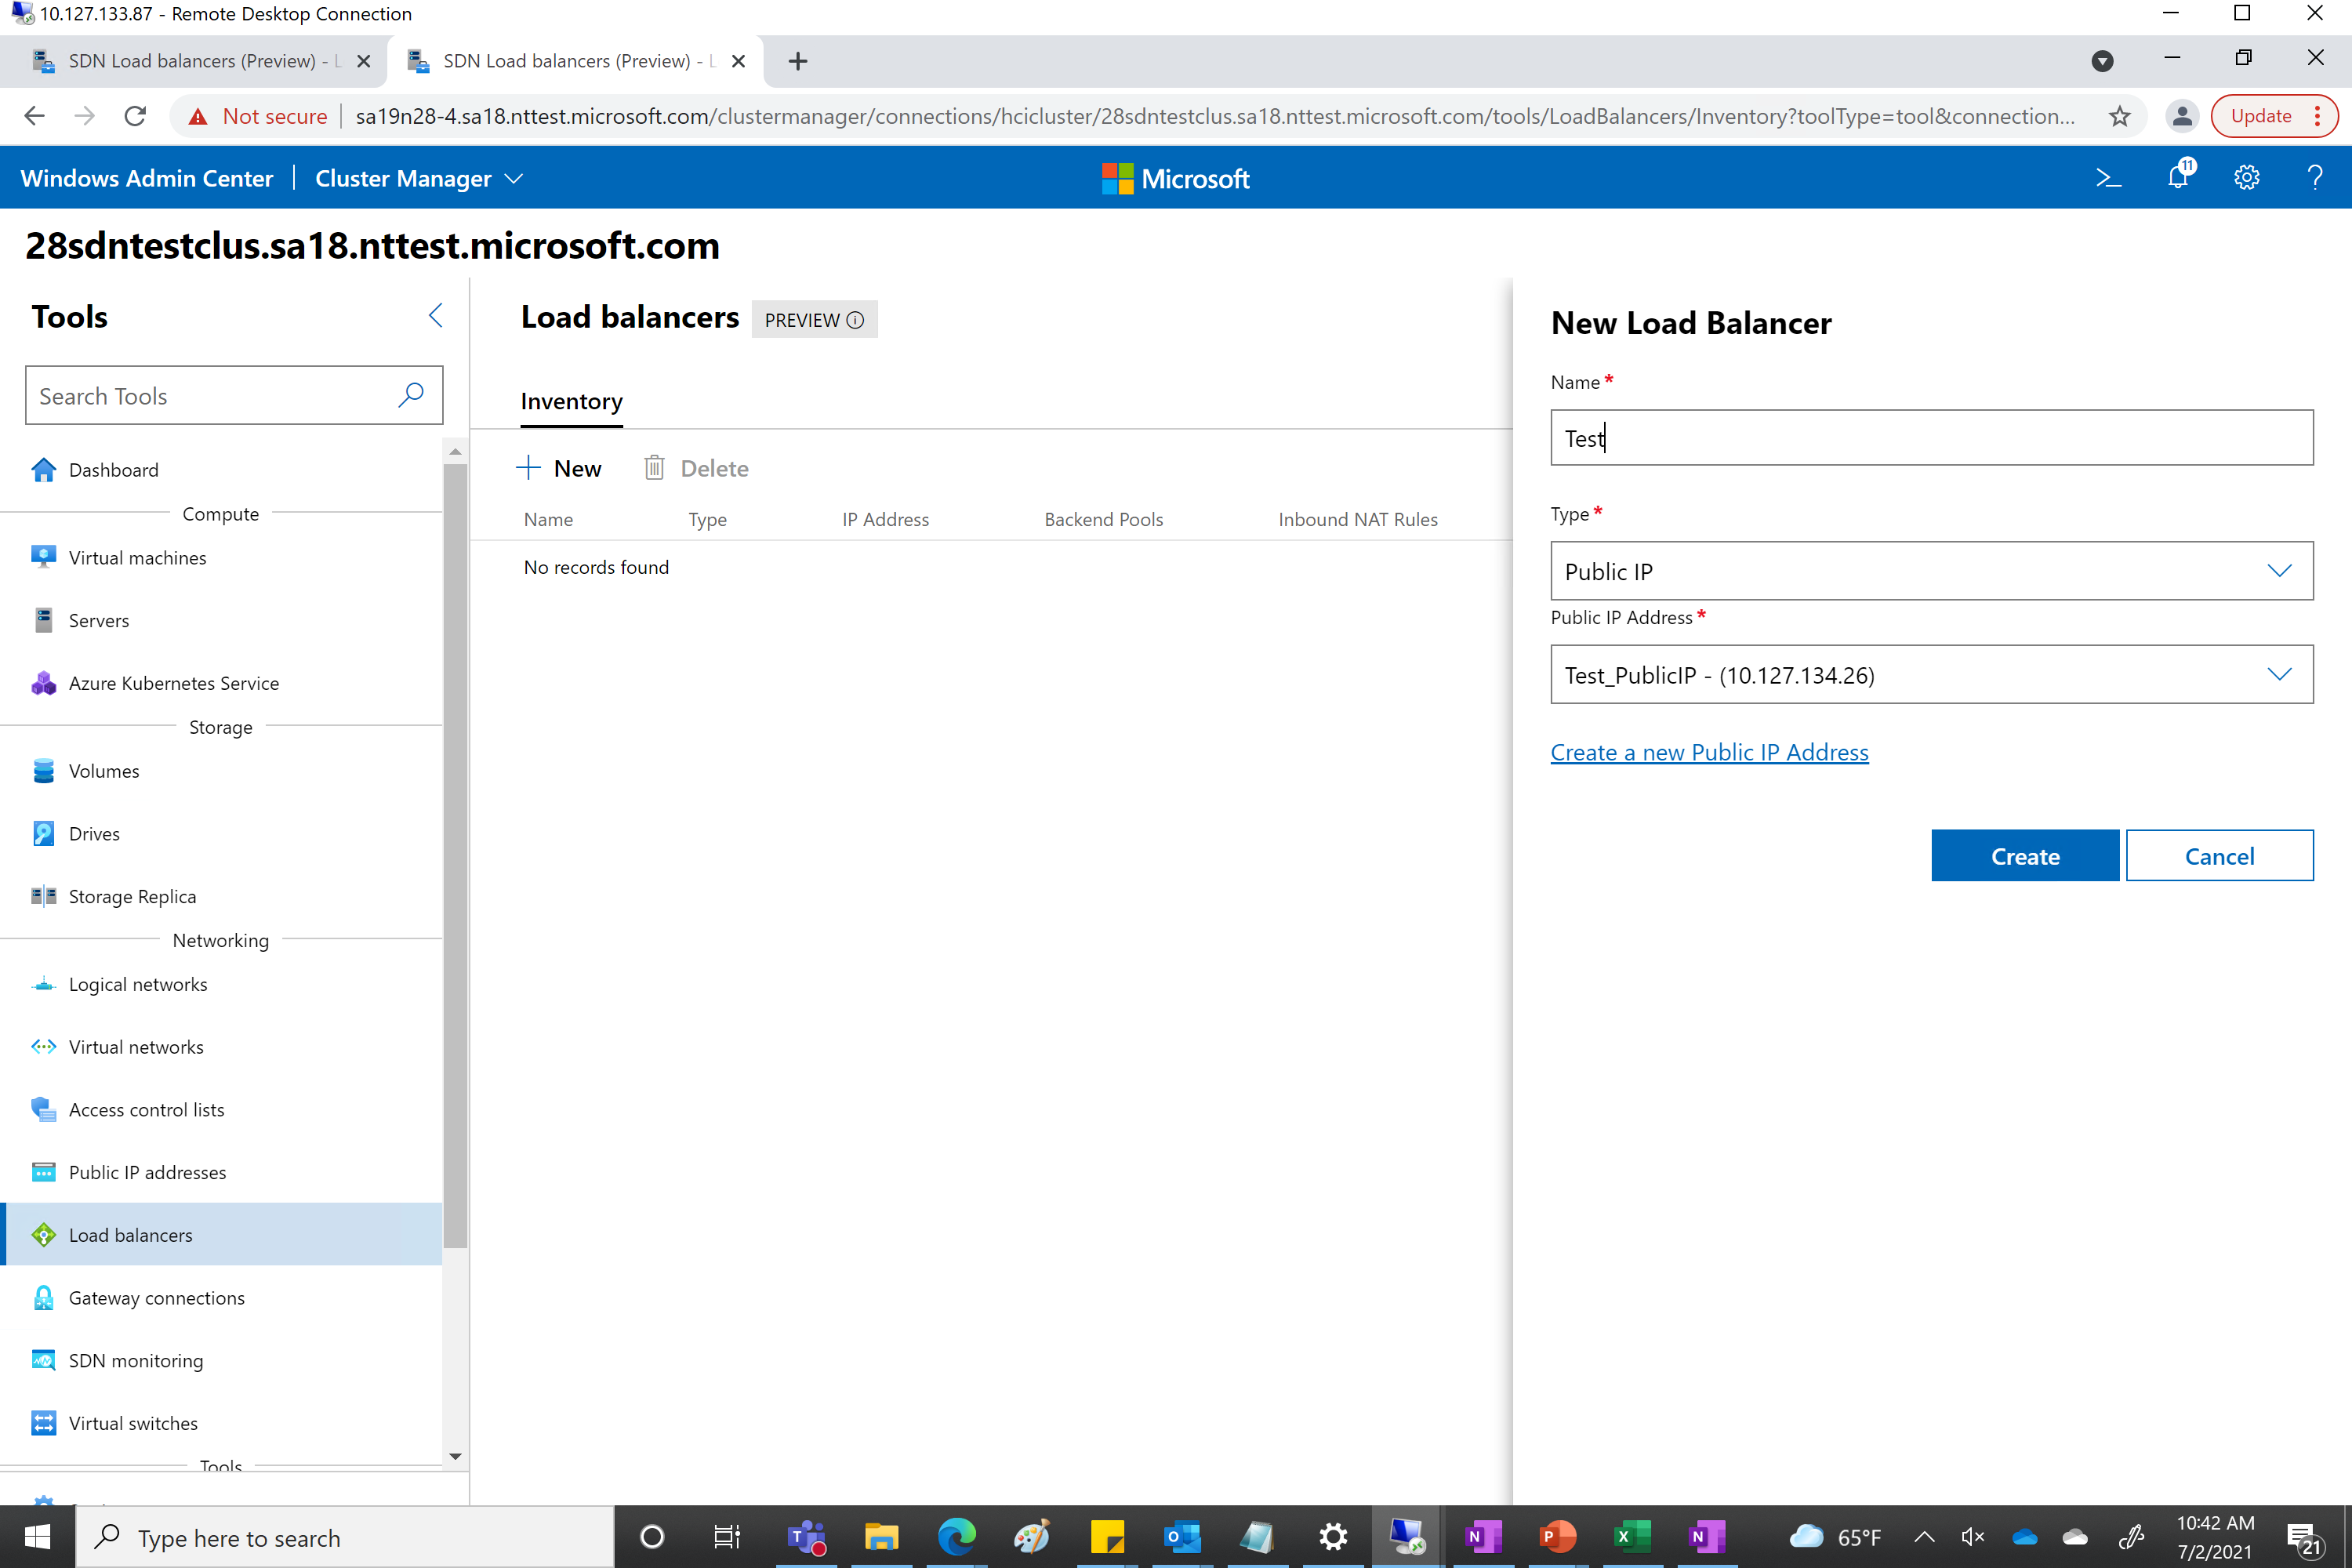 10.127.133.87 - Remote Desktop Connection
SDN Load balancers (Preview) - L
SDN Load balancers (Preview) - L
Not secure
sa19n28-4.sa18.nttest.microsoft.com/clustermanager/connections/hcicluster/28sdntestclus.sa18.nttest.microsoft.com/tools/LoadBalancers/Inventory?toolType=tool&connection...
Update
Windows Admin Center
Cluster Manager
Microsoft
11
28sdntestclus.sa18.nttest.microsoft.com
Tools
Search Tools
Dashboard
Compute
Virtual machines
Servers
Azure Kubernetes Service
Storage
Volumes
Drives
Storage Replica
Networking
Logical networks
Virtual networks
Access control lists
Public IP addresses
Load balancers
Gateway connections
SDN monitoring
Virtual switches
Tools
Load balancers
PREVIEW
Inventory
New
Delete
Name Type IP Address Backend Pools Inbound NAT Rules
No records found
New Load Balancer
Name *
Test
Type *
Public IP
Public IP Address *
Test_PublicIP - (10.127.134.26)
Create a new Public IP Address
Create
Cancel
Type here to search
65°F
10:42 AM
7/2/2021
21